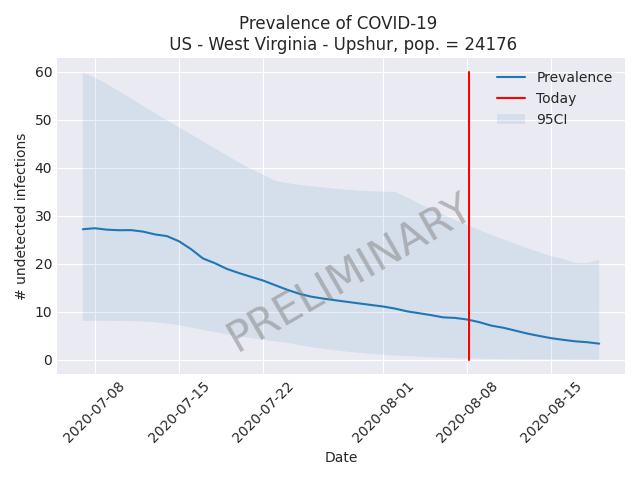 Prevalence of COVID-19
US - West Virginia - Upshur, pop. = 24176
60
50
40
30
20
10
0
# undetected infections
Prevalence
Today
95CI
PRELIMINARY
2020-07-08
2020-07-15
2020-07-22
2020-08-01
2020-08-08
2020-08-15
Date